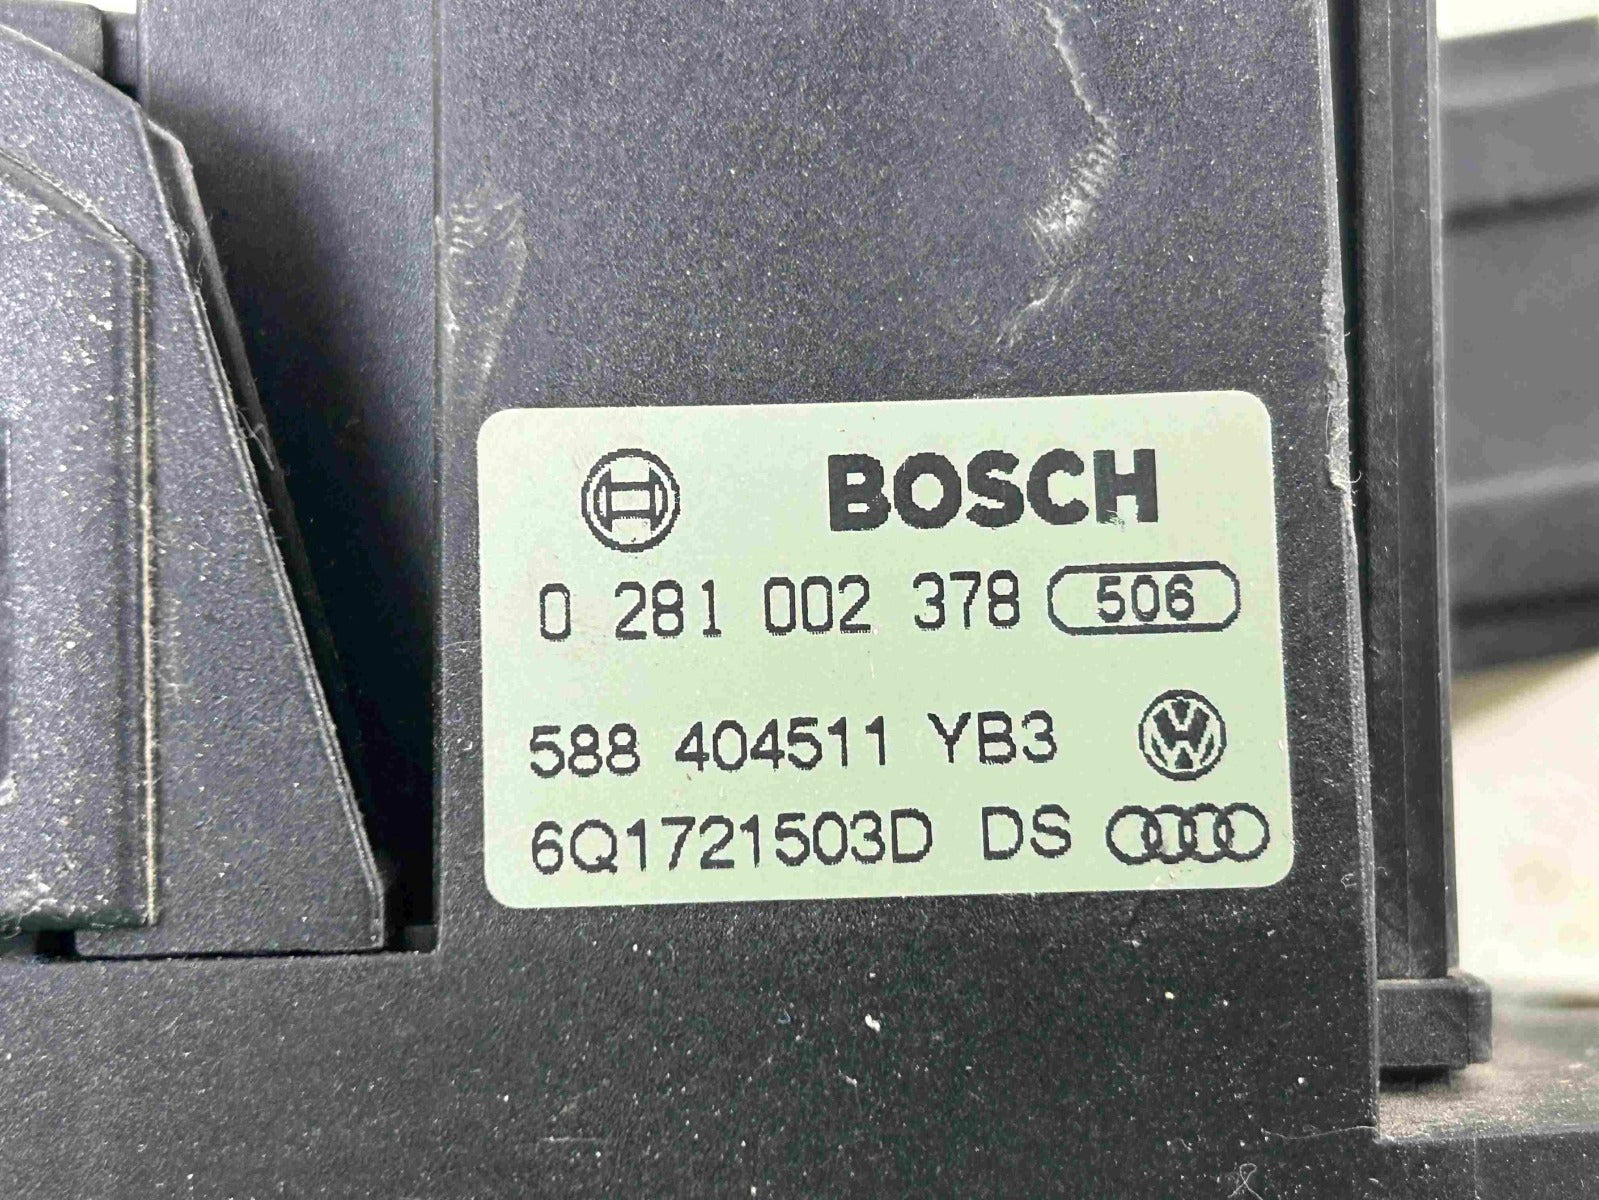 BOSCH
0 281 002 378 506
588 404511 YB3
6Q1721503D DS